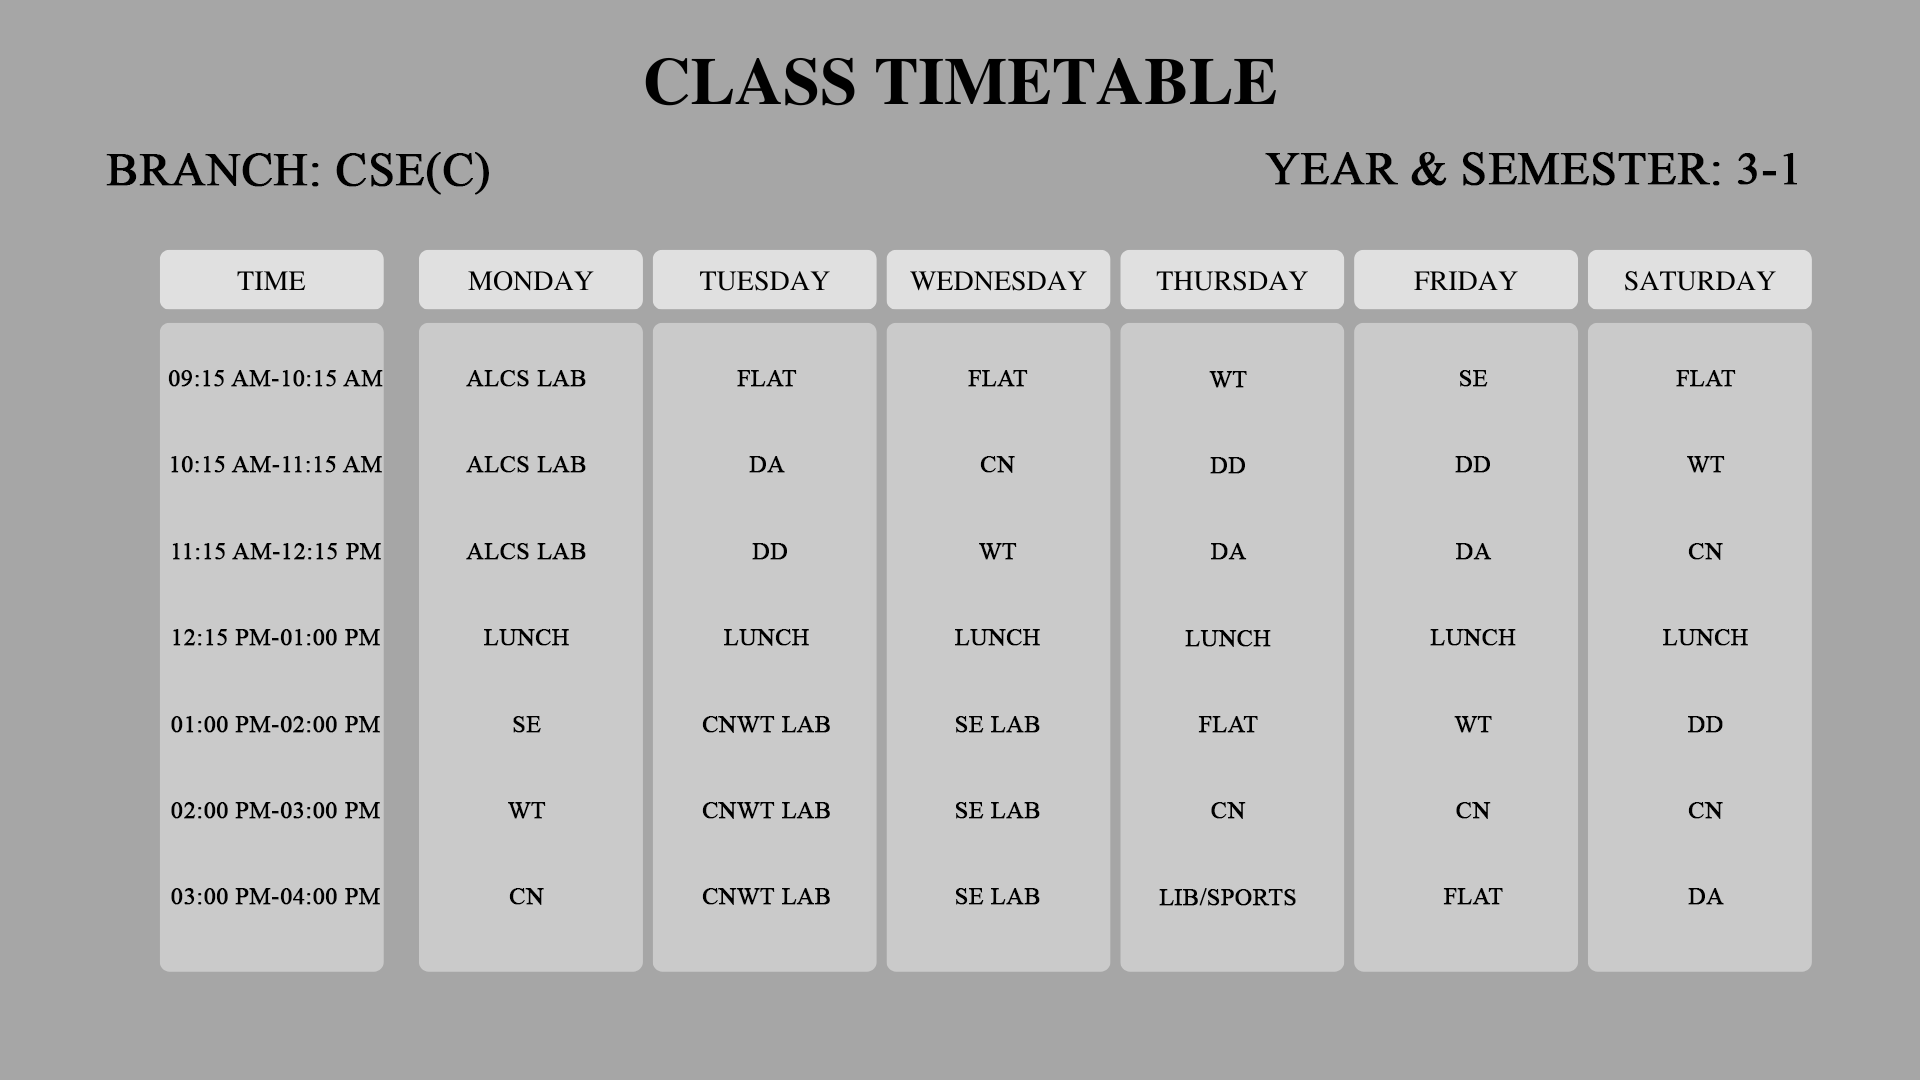 CLASS TIMETABLE
BRANCH: CSE(C) YEAR & SEMESTER: 3-1
TIME MONDAY TUESDAY WEDNESDAY THURSDAY FRIDAY SATURDAY
09:15 AM-10:15 AM ALCS LAB FLAT FLAT WT SE FLAT
10:15 AM-11:15 AM ALCS LAB DA CN DD DD WT
11:15 AM-12:15 PM ALCS LAB DD WT DA DA CN
12:15 PM-01:00 PM LUNCH LUNCH LUNCH LUNCH LUNCH LUNCH
01:00 PM-02:00 PM SE CNWT LAB SE LAB FLAT WT DD
02:00 PM-03:00 PM WT CNWT LAB SE LAB CN CN CN
03:00 PM-04:00 PM CN CNWT LAB SE LAB LIB/SPORTS FLAT DA